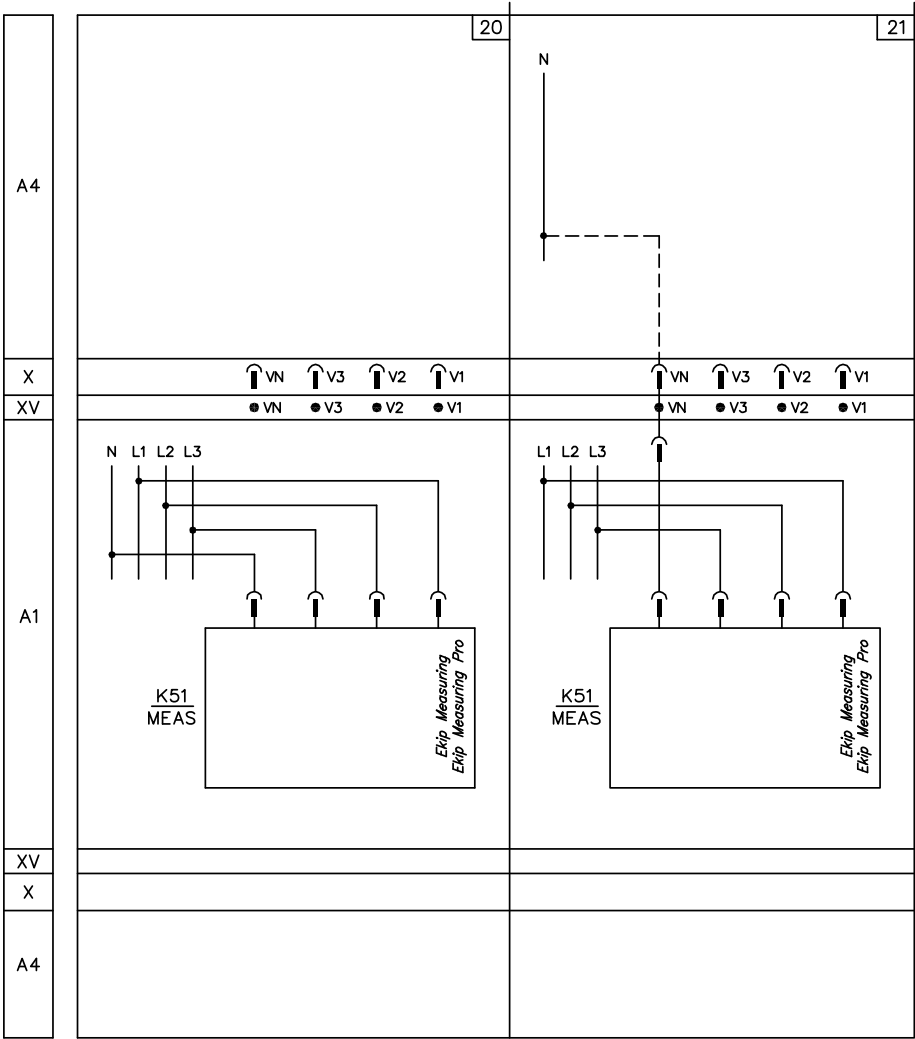 20
21
N
A4
X
VN V3 V2 V1
VN V3 V2 V1
XV
VN V3 V2 V1
VN V3 V2 V1
N L1 L2 L3
L1 L2 L3
A1
K51
MEAS
Ekip Measuring
Ekip Measuring Pro
K51
MEAS
Ekip Measuring
Ekip Measuring Pro
XV
X
A4